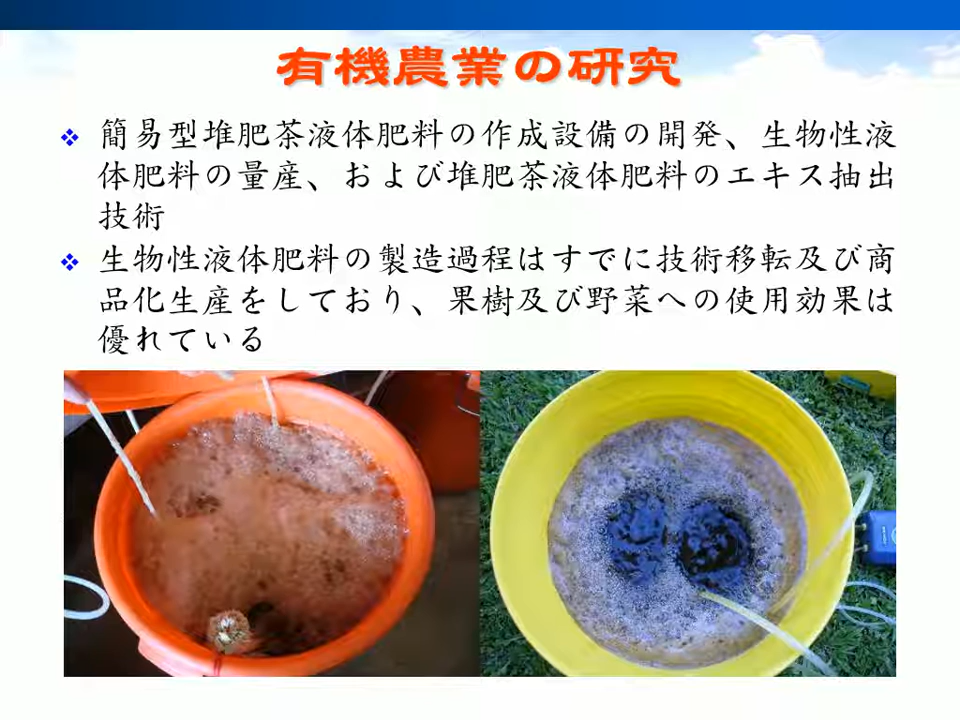 有機農業の研究
簡易型堆肥茶液体肥料の作成設備の開発、生物性液
体肥料の量産、および堆肥茶液体肥料のエキス抽出
技術
生物性液体肥料の製造過程はすでに技術移転及び商
品化生産をしており、果樹及び野菜への使用効果は
優れている